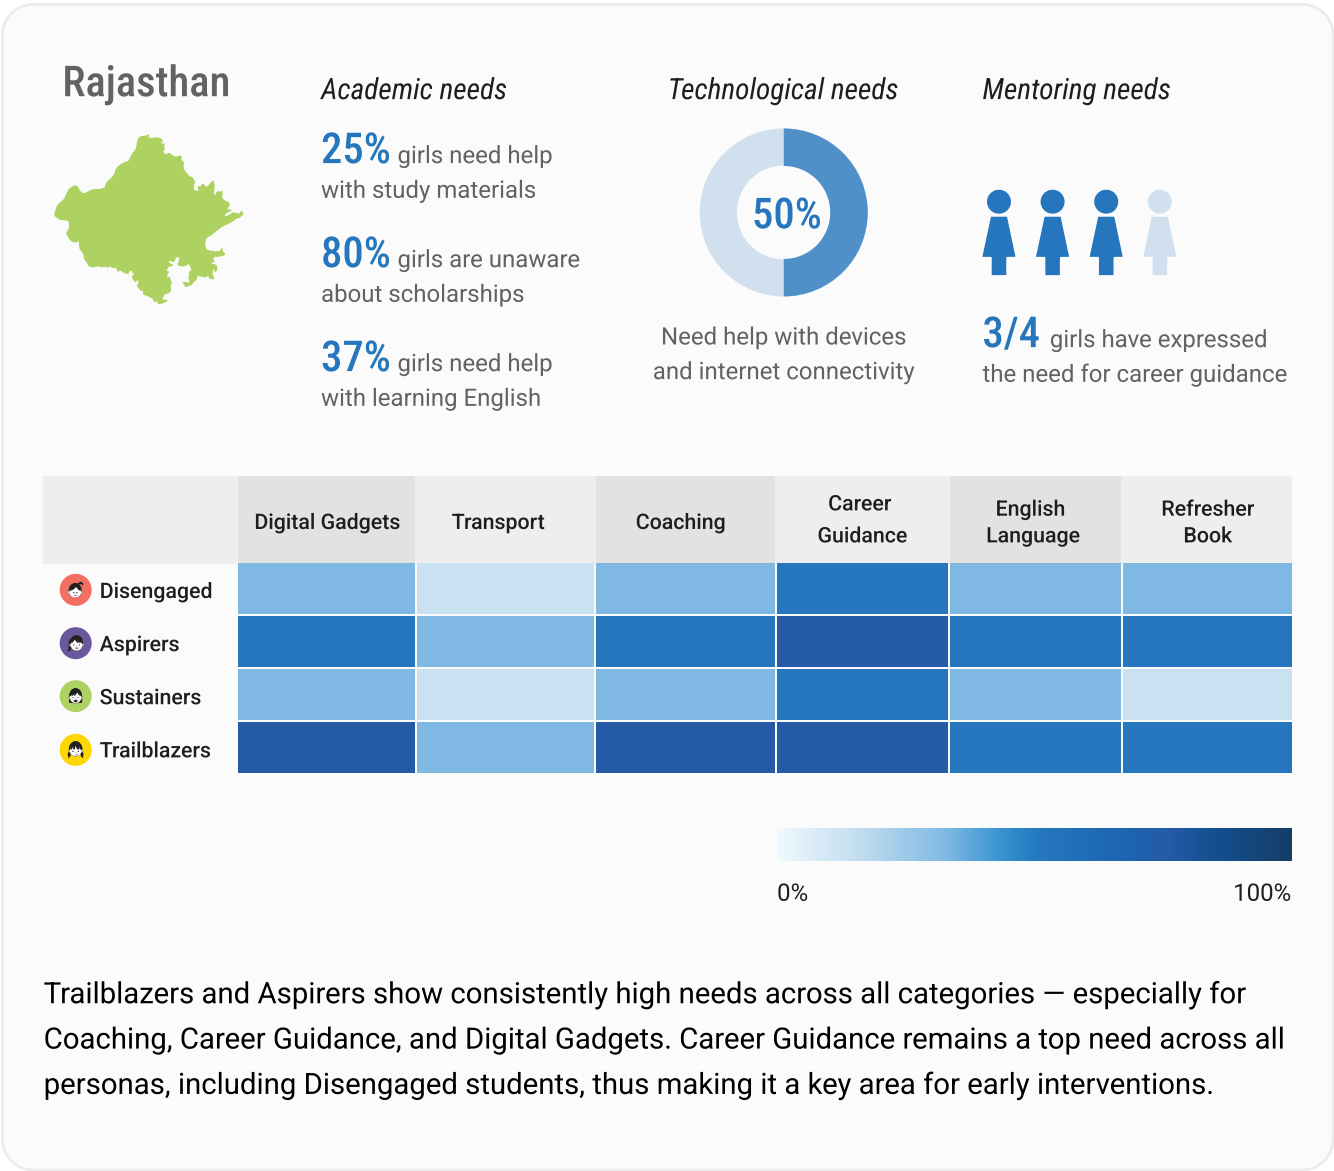 Rajasthan
Academic needs
25% girls need help
with study materials
80% girls are unaware
about scholarships
37% girls need help
with learning English
Technological needs
50%
Need help with devices
and internet connectivity
Mentoring needs
3/4 girls have expressed
the need for career guidance
Digital Gadgets
Transport
Coaching
Career
Guidance
English
Language
Refresher
Book
Disengaged
Aspirers
Sustainers
Trailblazers
0%
100%
Trailblazers and Aspirers show consistently high needs across all categories — especially for
Coaching, Career Guidance, and Digital Gadgets. Career Guidance remains a top need across all
personas, including Disengaged students, thus making it a key area for early interventions.